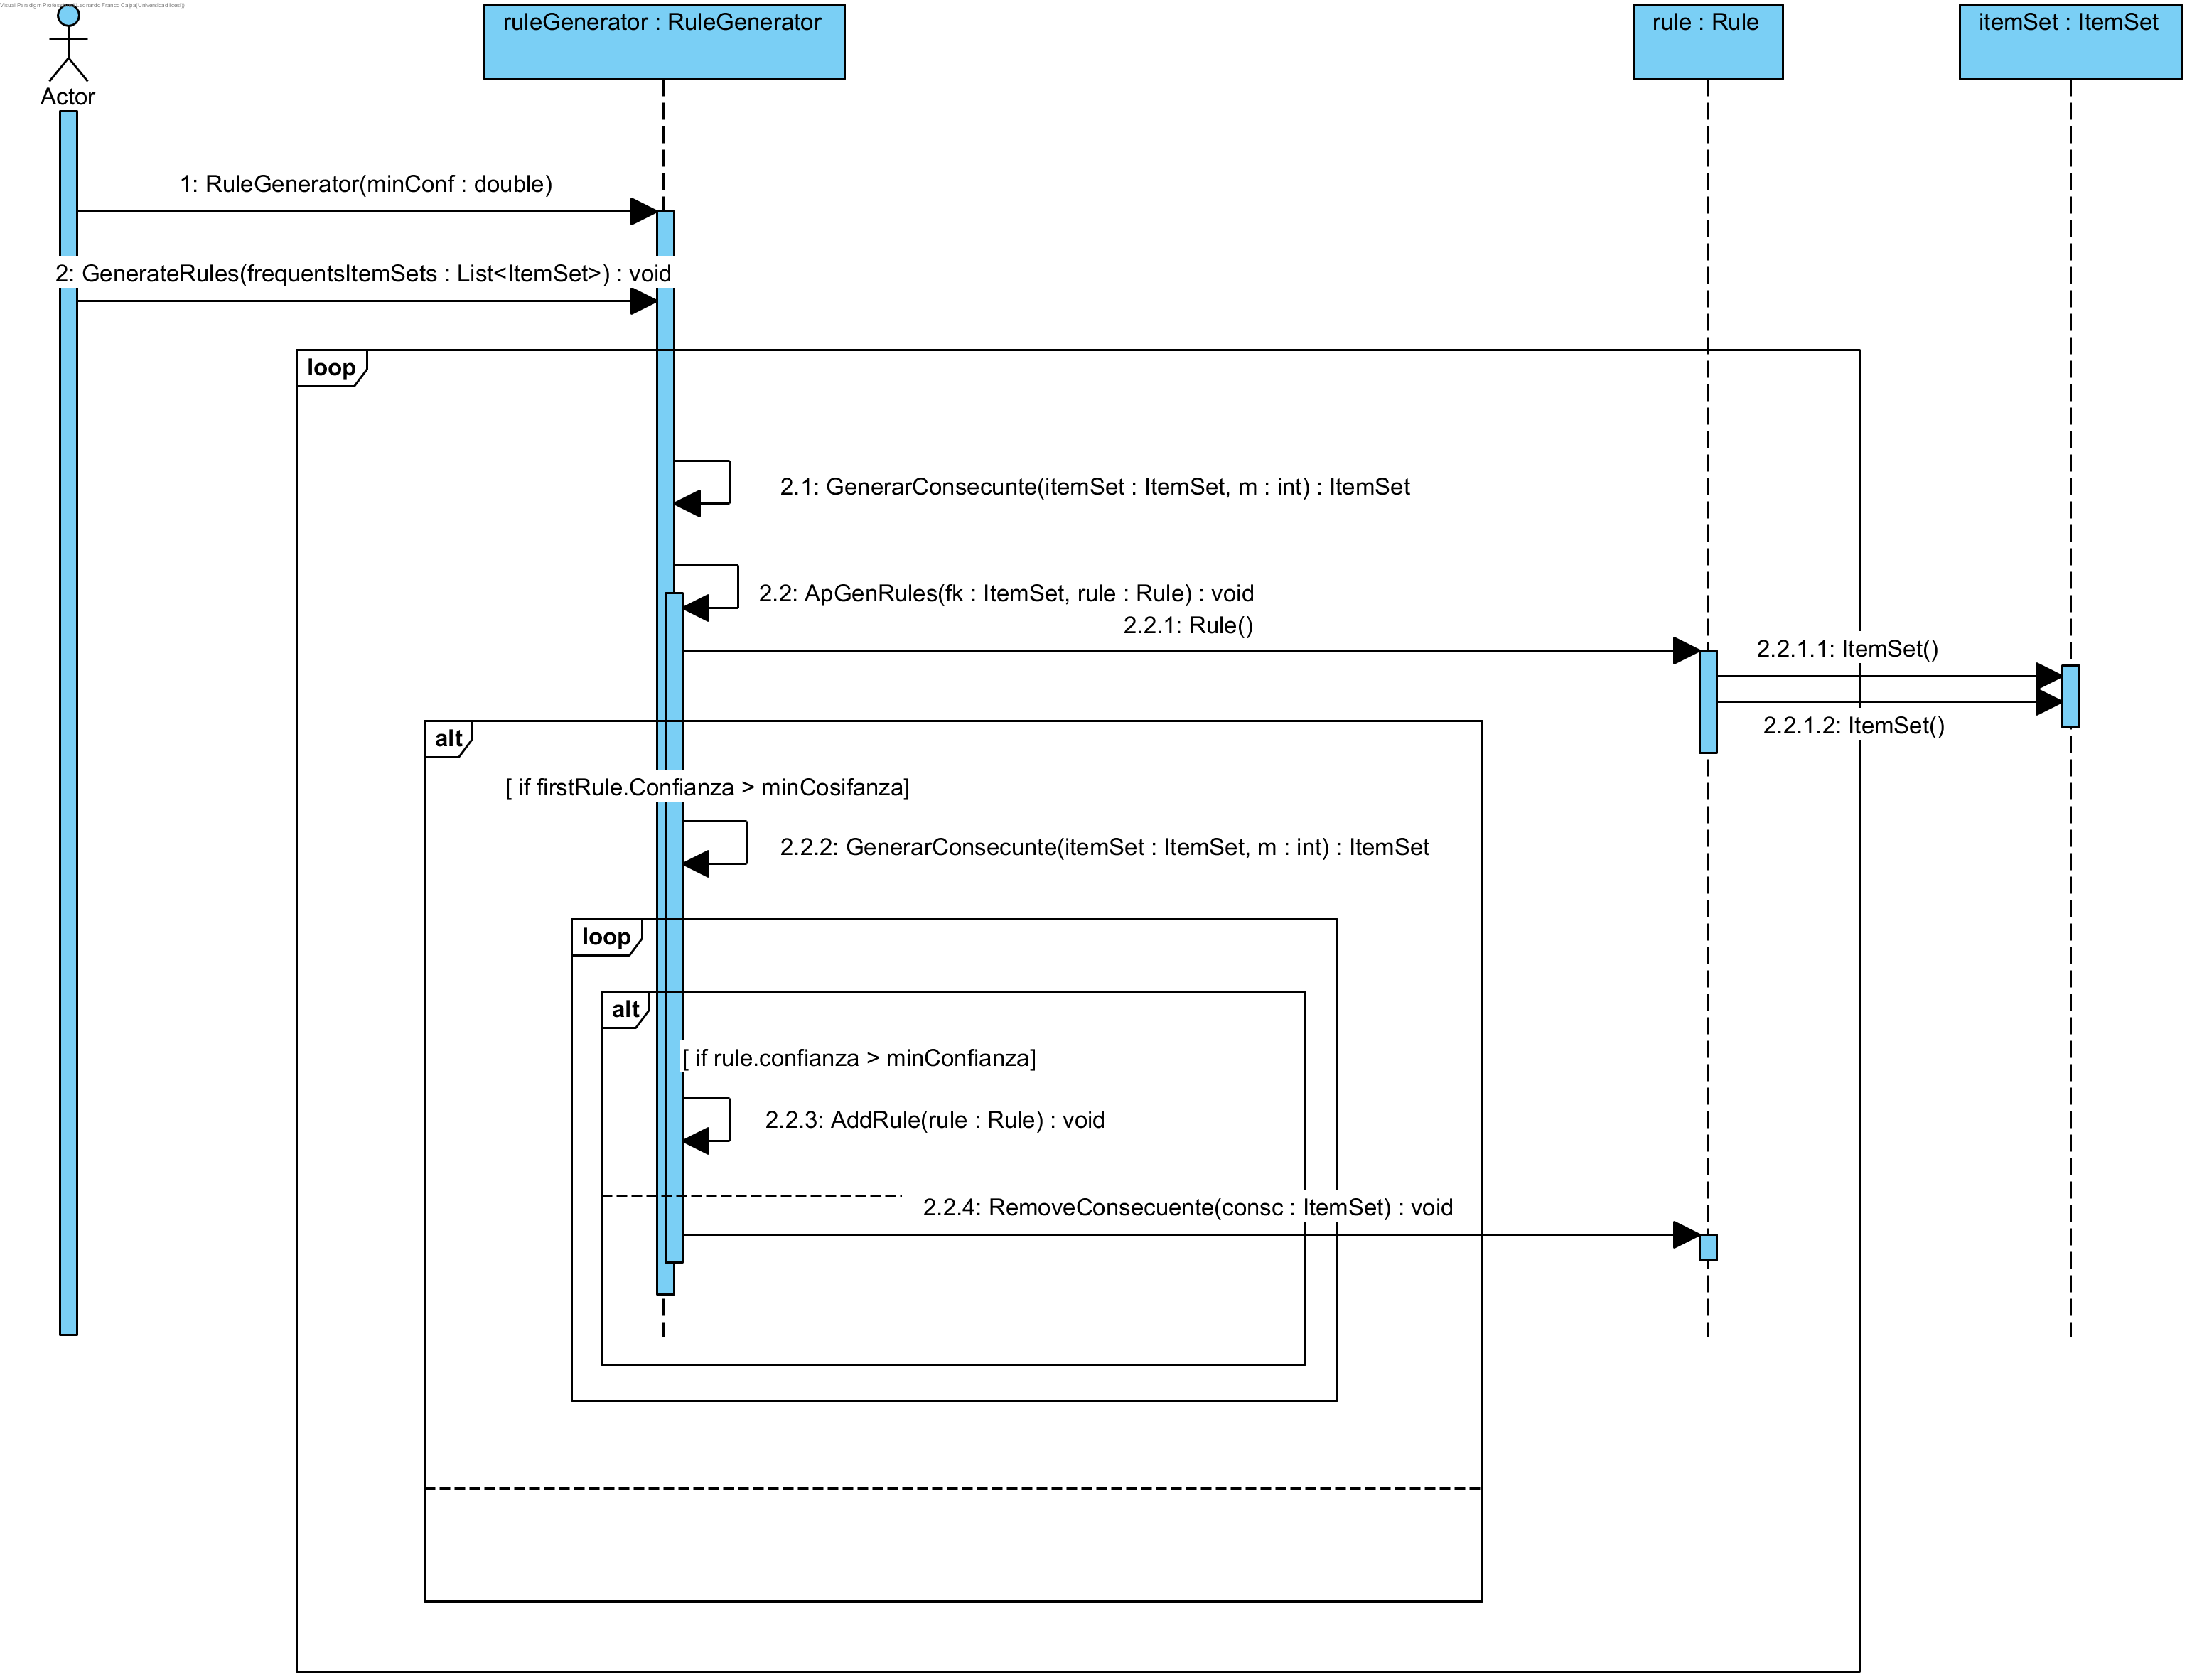 Visual Paradigm Professional(Leonardo Franco Calpa(Universidad Icesi))
ruleGenerator : RuleGenerator
rule : Rule
itemSet : ItemSet
Actor
1: RuleGenerator(minConf : double)
2: GenerateRules(frequentsItemSets : List<ItemSet>) : void
loop
2.1: GenerarConsecunte(itemSet : ItemSet, m : int) : ItemSet
2.2: ApGenRules(fk : ItemSet, rule : Rule) : void
2.2.1: Rule()
2.2.1.1: ItemSet()
2.2.1.2: ItemSet()
alt
[ if firstRule.Confianza > minCosifanza]
2.2.2: GenerarConsecunte(itemSet : ItemSet, m : int) : ItemSet
loop
alt
[ if rule.confianza > minConfianza]
2.2.3: AddRule(rule : Rule) : void
2.2.4: RemoveConsecuente(consc : ItemSet) : void